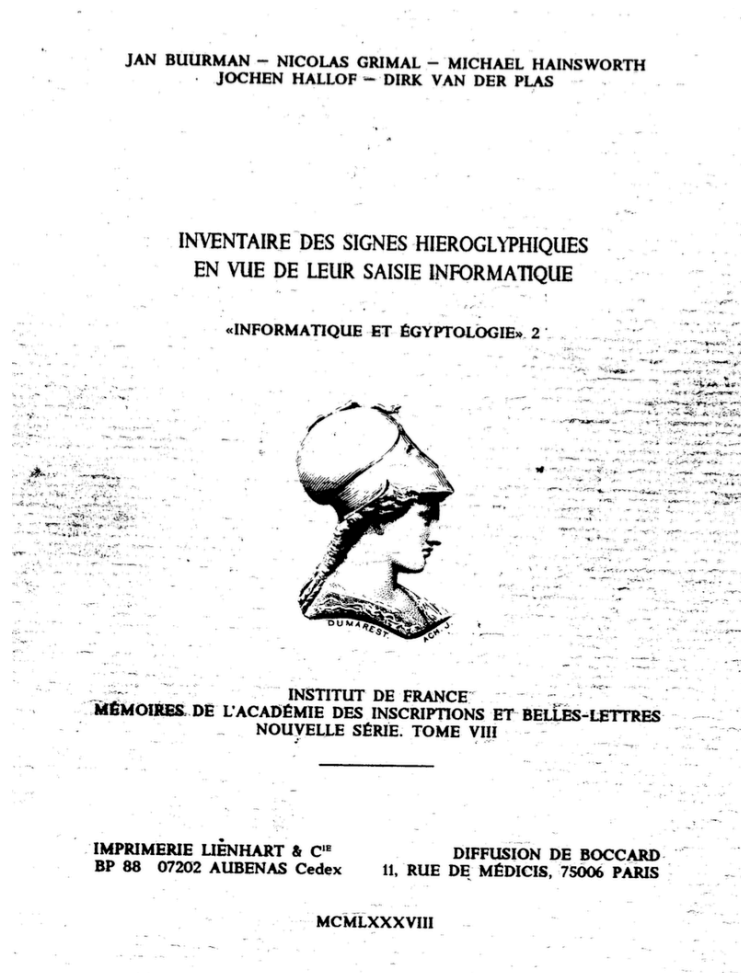 JAN BUURMAN — NICOLAS GRIMAL — MICHAEL HAINSWORTH
JOCHEN HALLOF — DIRK VAN DER PLAS
INVENTAIRE DES SIGNES HIEROGLYPHIQUES
EN VUE DE LEUR SAISIE INFORMATIQUE
«INFORMATIQUE ET ÉGYPTOLOGIE» 2
DUMAREST. ACH. J.
INSTITUT DE FRANCE
MÉMOIRES DE L'ACADÉMIE DES INSCRIPTIONS ET BELLES-LETTRES
NOUVELLE SÉRIE. TOME VIII
IMPRIMERIE LIÈNHART & CIE
BP 88 07202 AUBENAS Cedex
DIFFUSION DE BOCCARD
11, RUE DE MÉDICIS, 75006 PARIS
MCMLXXXVIII